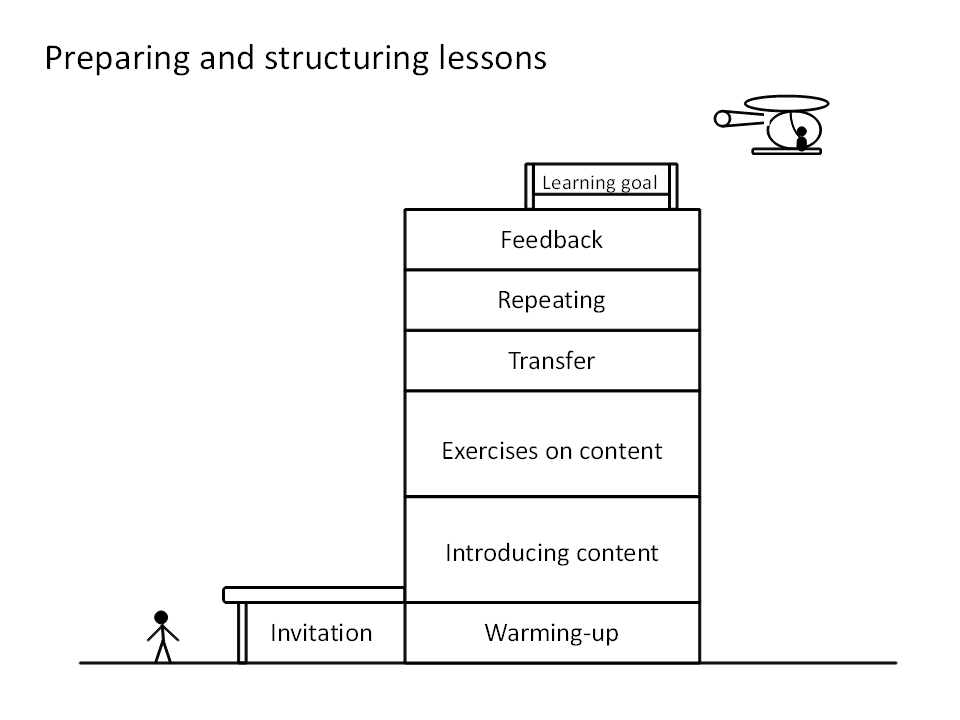 Preparing and structuring lessons
Learning goal
Feedback
Repeating
Transfer
Exercises on content
Introducing content
Invitation
Warming-up